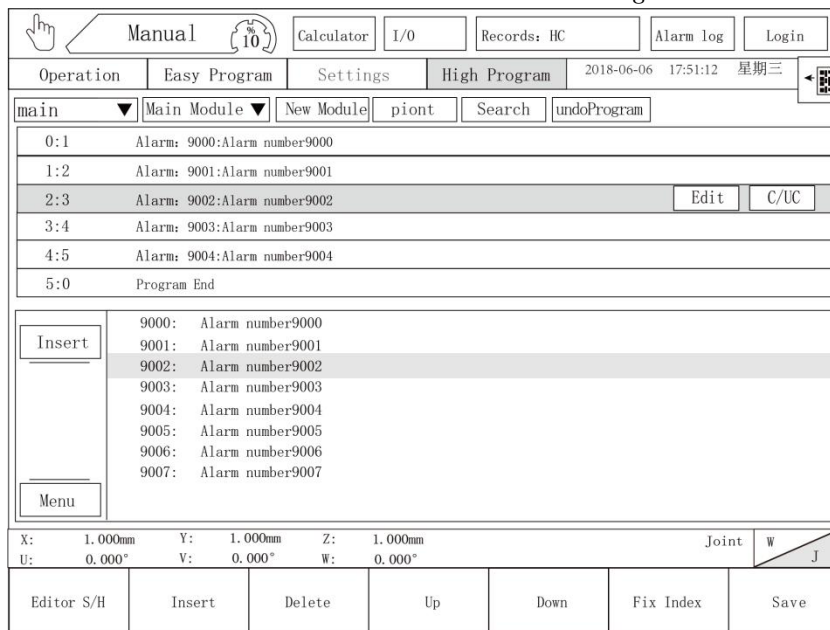 Manual % 10 Calculator I/O Records: HC Alarm log Login
Operation Easy Program Settings High Program 2018-06-06 17:51:12 星期三
main ▼ Main Module ▼ New Module piont Search undoProgram
0:1 Alarm: 9000:Alarm number9000
1:2 Alarm: 9001:Alarm number9001
2:3 Alarm: 9002:Alarm number9002 Edit C/UC
3:4 Alarm: 9003:Alarm number9003
4:5 Alarm: 9004:Alarm number9004
5:0 Program End
Insert
Menu
9000: Alarm number9000
9001: Alarm number9001
9002: Alarm number9002
9003: Alarm number9003
9004: Alarm number9004
9005: Alarm number9005
9006: Alarm number9006
9007: Alarm number9007
X: 1.000mm Y: 1.000mm Z: 1.000mm Joint W J
U: 0.000° V: 0.000° W: 0.000°
Editor S/H Insert Delete Up Down Fix Index Save